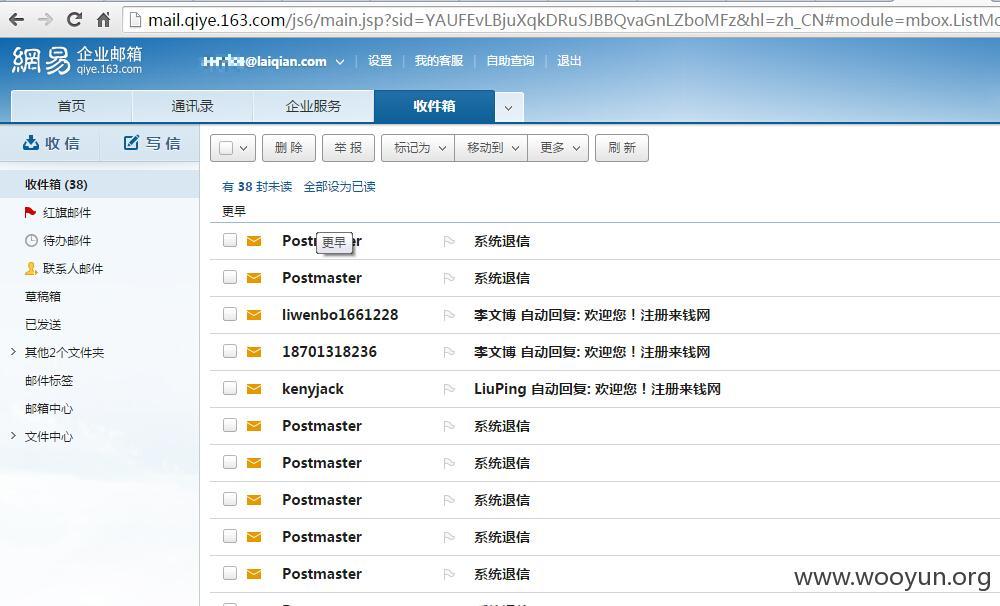 mail.qiye.163.com/js6/main.jsp?sid=YAUFEvLBjuXqkDRuSJBBQvaGnLZboMFz&hl=zh_CN#module=mbox.ListMo
網易 企业邮箱 qiye.163.com
@laiqian.com 设置 我的客服 自助查询 退出
首页 通讯录 企业服务 收件箱
收信 写信 删除 举报 标记为 移动到 更多 刷新
收件箱 (38)
红旗邮件
待办邮件
联系人邮件
草稿箱
已发送
其他2个文件夹
邮件标签
邮箱中心
文件中心
有 38 封未读 全部设为已读
更早
更早
系统退信
Postmaster 系统退信
liwenbo1661228 李文博 自动回复: 欢迎您！注册来钱网
18701318236 李文博 自动回复: 欢迎您！注册来钱网
kenyjack LiuPing 自动回复: 欢迎您！注册来钱网
Postmaster 系统退信
Postmaster 系统退信
Postmaster 系统退信
Postmaster 系统退信
Postmaster 系统退信
www.wooyun.org